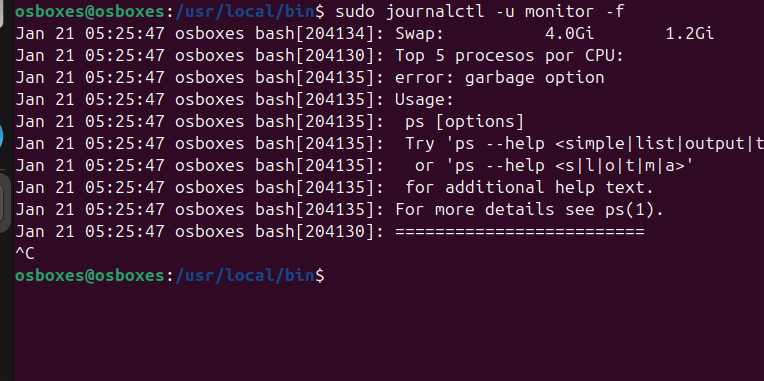 osboxes@osboxes:/usr/local/bin$ sudo journalctl -u monitor -f
Jan 21 05:25:47 osboxes bash[204134]: Swap:          4.0Gi       1.2Gi
Jan 21 05:25:47 osboxes bash[204130]: Top 5 procesos por CPU:
Jan 21 05:25:47 osboxes bash[204135]: error: garbage option
Jan 21 05:25:47 osboxes bash[204135]: Usage:
Jan 21 05:25:47 osboxes bash[204135]:  ps [options]
Jan 21 05:25:47 osboxes bash[204135]:  Try 'ps --help <simple|list|output|t
Jan 21 05:25:47 osboxes bash[204135]:   or 'ps --help <s|l|o|t|m|a>'
Jan 21 05:25:47 osboxes bash[204135]:  for additional help text.
Jan 21 05:25:47 osboxes bash[204135]: For more details see ps(1).
Jan 21 05:25:47 osboxes bash[204130]: =========================
^C
osboxes@osboxes:/usr/local/bin$